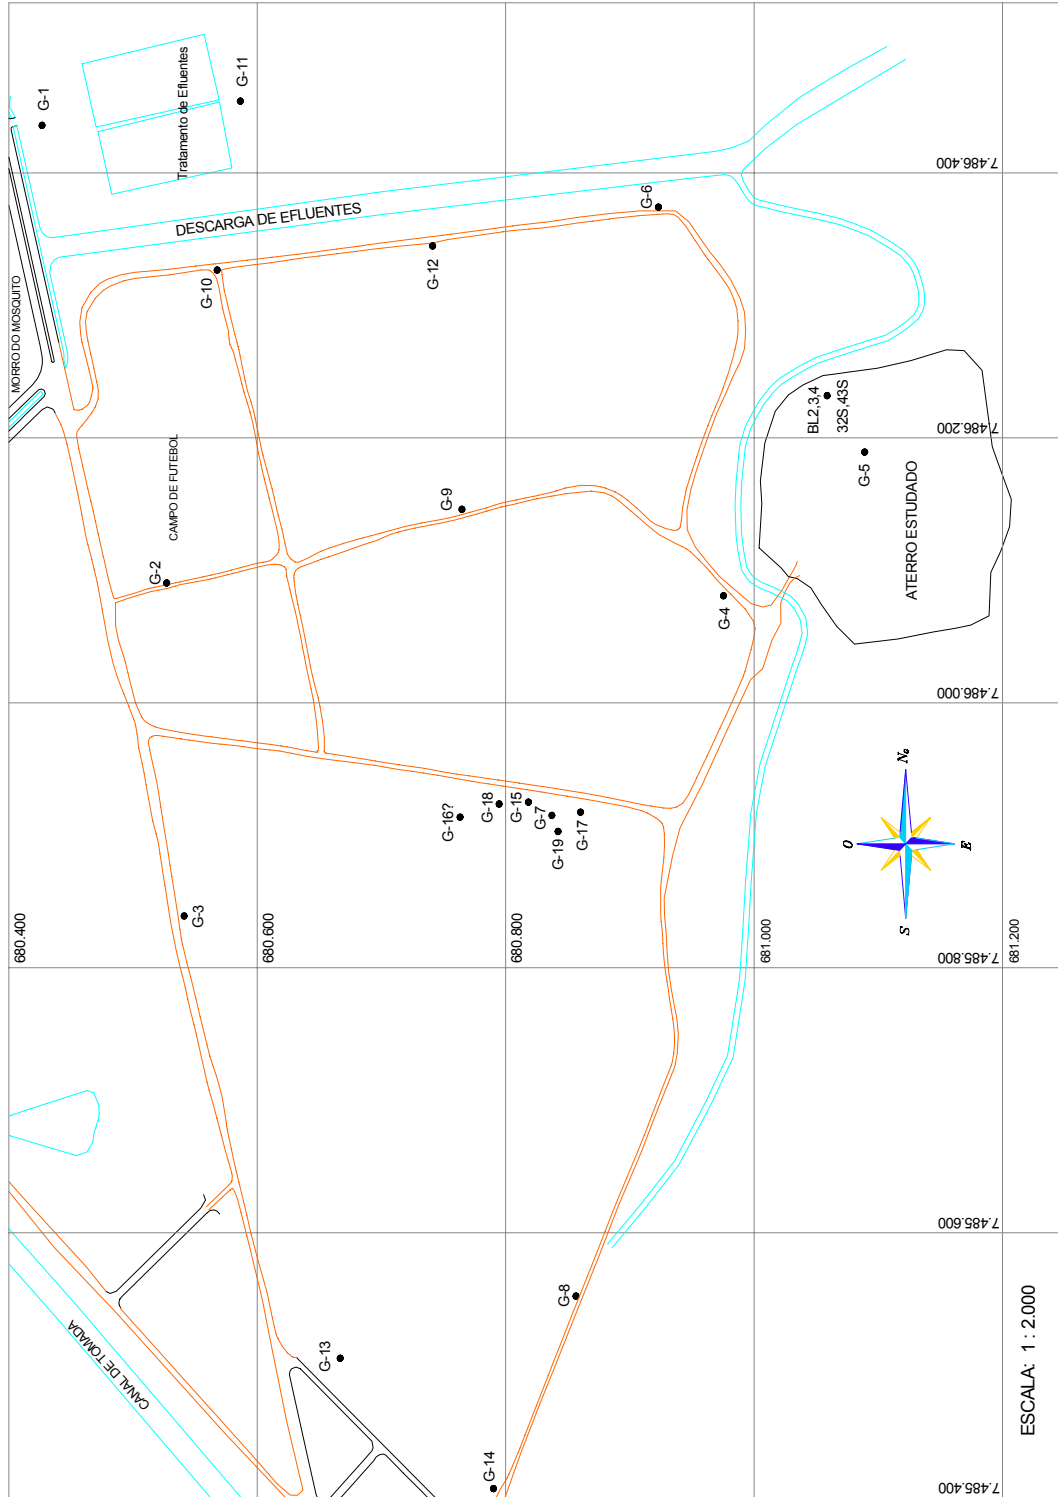 G-1
Tratamento de Efluentes
G-11
7.486.400
G-6
DESCARGA DE EFLUENTES
G-12
G-10
MORRO DO MOSQUITO
BL2,3,4
32S,43S
7.486.200
G-5
CAMPO DE FUTEBOL
G-9
ATERRO ESTUDADO
G-2
G-4
7.486.000
G-16?
G-18
G-15
G-7
G-19
G-17
N.
O
E
S
G-3
680.400
680.600
680.800
681.000
681.200
7.485.800
7.485.600
G-8
CANAL DE TOMADA
G-13
G-14
7.485.400
ESCALA: 1 : 2.000